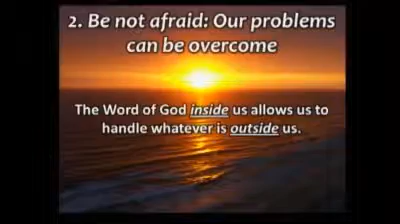 2. Be not afraid: Our problems
can be overcome
The Word of God inside us allows us to
handle whatever is outside us.